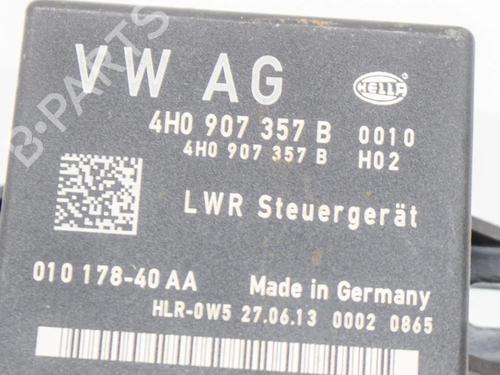 VW AG
HELLA
4H0 907 357 B 0010
4H0 907 357 B H02
LWR Steuergerät
010 178-40 AA Made in Germany
HLR-0W5 27.06.13 0002 0865
B-PARTS